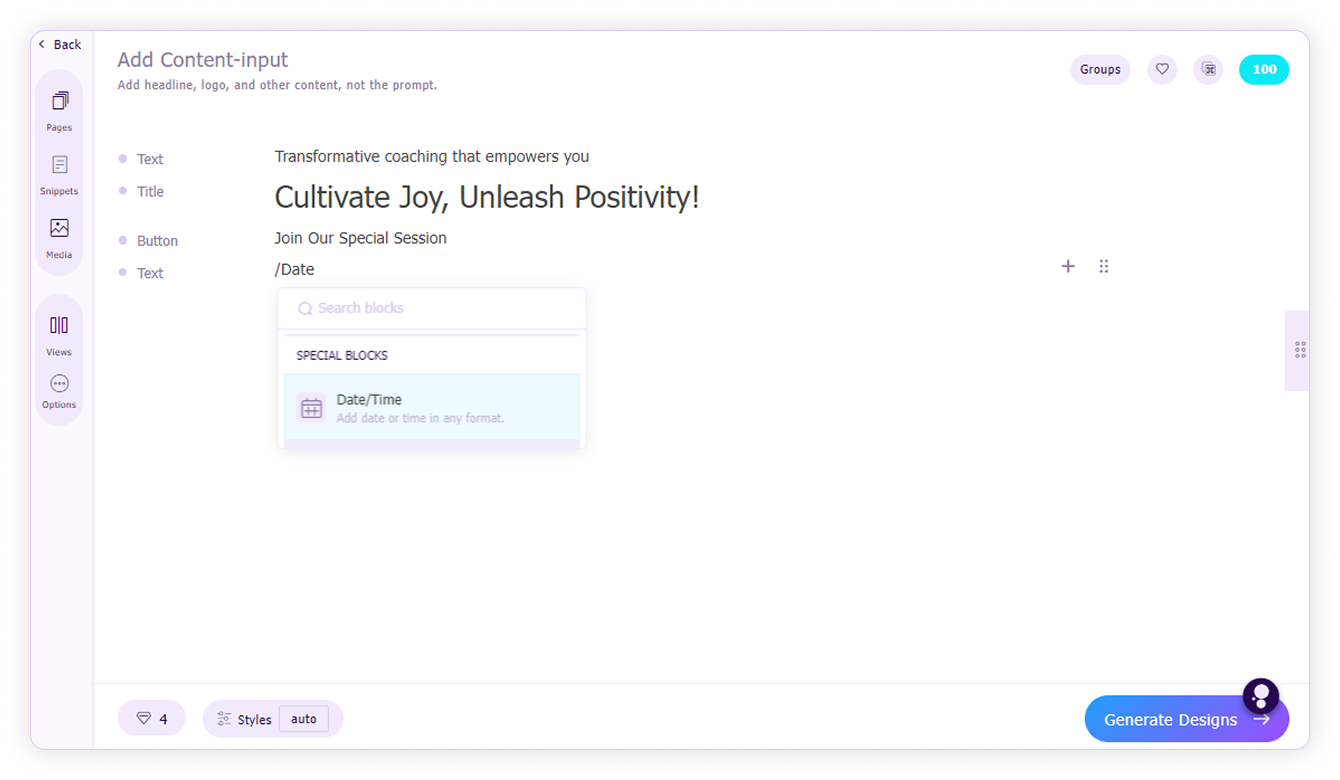 Back
Add Content-input
Add headline, logo, and other content, not the prompt.
Groups
100
Pages
Snippets
Media
Views
Options
Text
Transformative coaching that empowers you
Title
Cultivate Joy, Unleash Positivity!
Button
Join Our Special Session
Text
/Date
Search blocks
SPECIAL BLOCKS
Date/Time
Add date or time in any format.
4
Styles
auto
Generate Designs